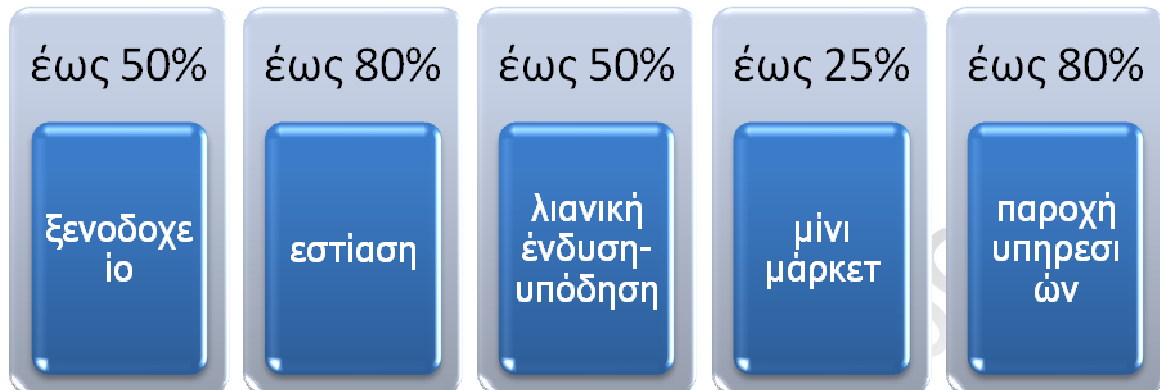 έως 50%
ξενοδοχε
ίο
έως 80%
εστίαση
έως 50%
λιανική
ένδυση-
υπόδηση
έως 25%
μίνι
μάρκετ
έως 80%
παροχή
υπηρεσι
ών